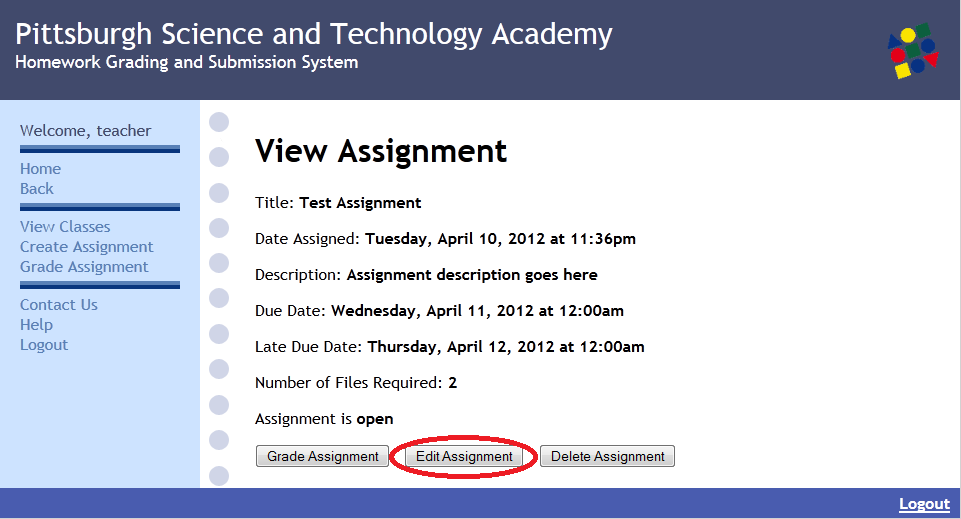 Pittsburgh Science and Technology Academy
Homework Grading and Submission System
Welcome, teacher
Home
Back
View Classes
Create Assignment
Grade Assignment
Contact Us
Help
Logout
View Assignment
Title: Test Assignment
Date Assigned: Tuesday, April 10, 2012 at 11:36pm
Description: Assignment description goes here
Due Date: Wednesday, April 11, 2012 at 12:00am
Late Due Date: Thursday, April 12, 2012 at 12:00am
Number of Files Required: 2
Assignment is open
Grade Assignment Edit Assignment Delete Assignment
Logout